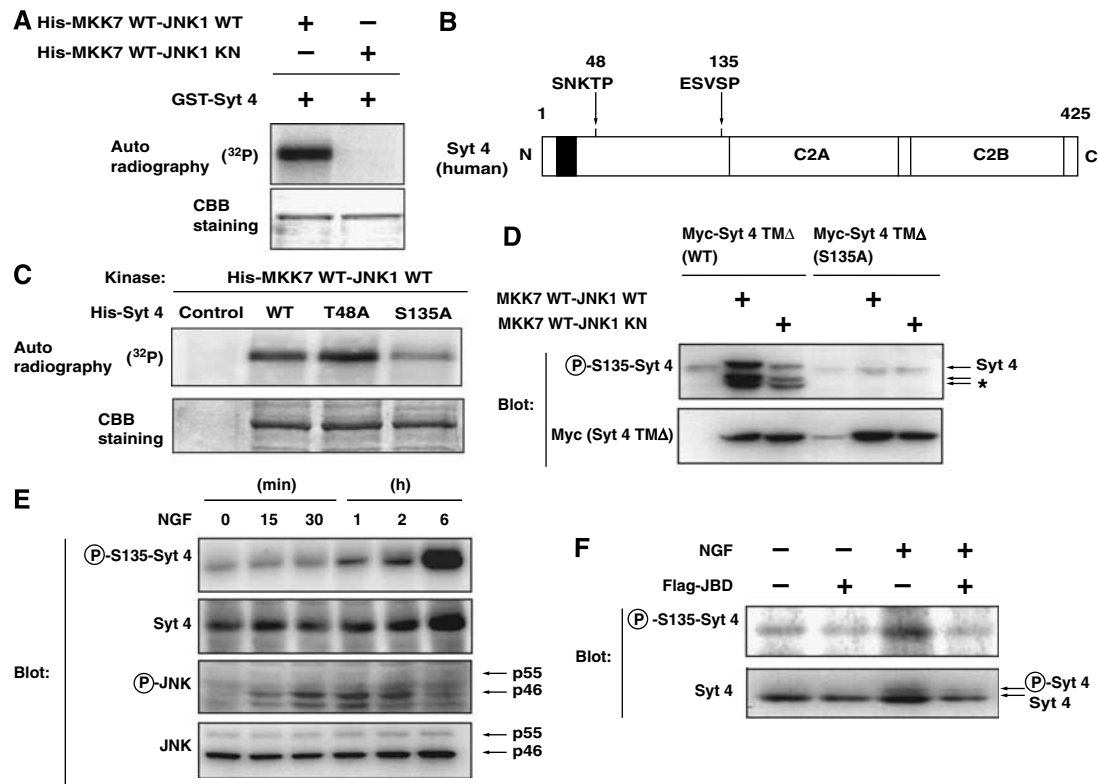 A
His-MKK7 WT-JNK1 WT + −
His-MKK7 WT-JNK1 KN − +
GST-Syt 4 + +
Auto
radiography
(³²P)
CBB
staining
B
48 135
SNKTP ESVSP
1 425
Syt 4
(human)
N C2A C2B C
C
Kinase: His-MKK7 WT-JNK1 WT
His-Syt 4 Control WT T48A S135A
Auto
radiography
(³²P)
CBB
staining
D
Myc-Syt 4 TMΔ
(WT)
Myc-Syt 4 TMΔ
(S135A)
MKK7 WT-JNK1 WT + +
MKK7 WT-JNK1 KN + +
Blot:
Ⓟ-S135-Syt 4
Syt 4
*
Myc (Syt 4 TMΔ)
E
(min) (h)
NGF 0 15 30 1 2 6
Blot:
Ⓟ-S135-Syt 4
Syt 4
Ⓟ-JNK
p55
p46
JNK
p55
p46
F
NGF − − + +
Flag-JBD − + − +
Blot:
Ⓟ-S135-Syt 4
Syt 4
Ⓟ-Syt 4
Syt 4